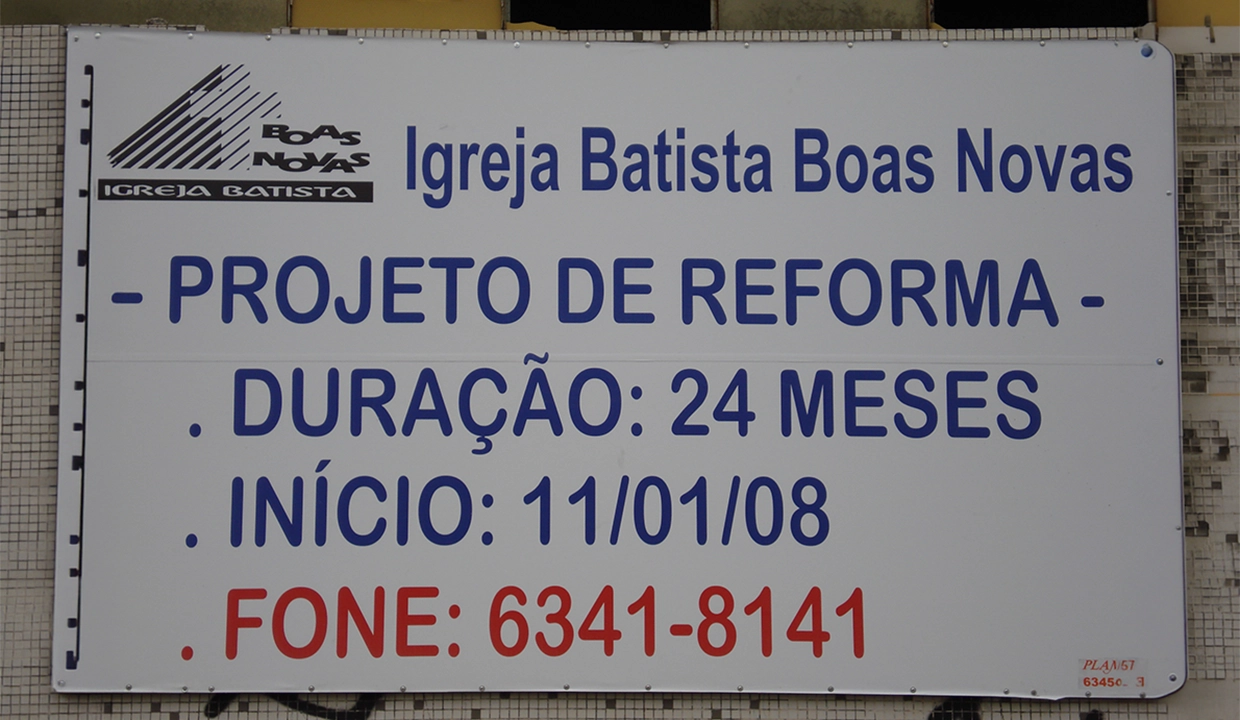 BOAS
NOVAS
IGREJA BATISTA
Igreja Batista Boas Novas
- PROJETO DE REFORMA -
. DURAÇÃO: 24 MESES
. INÍCIO: 11/01/08
. FONE: 6341-8141